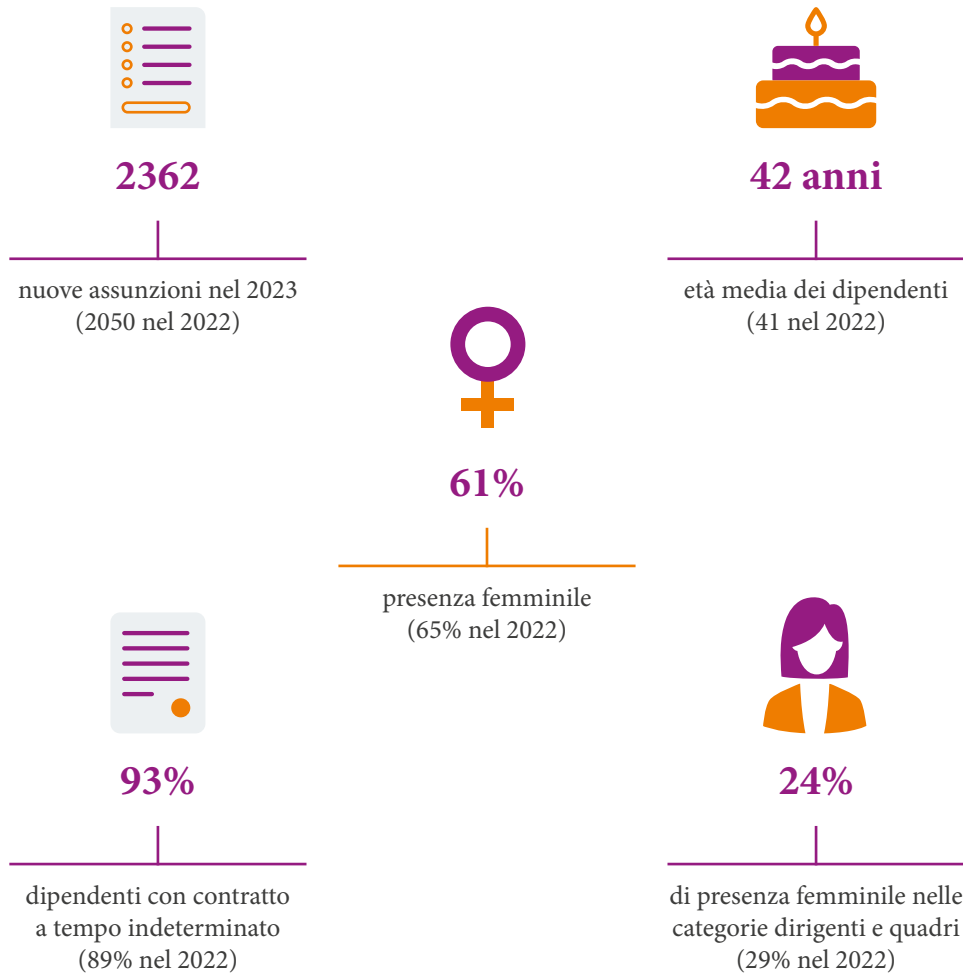 2362
nuove assunzioni nel 2023
(2050 nel 2022)
42 anni
età media dei dipendenti
(41 nel 2022)
61%
presenza femminile
(65% nel 2022)
93%
dipendenti con contratto
a tempo indeterminato
(89% nel 2022)
24%
di presenza femminile nelle
categorie dirigenti e quadri
(29% nel 2022)